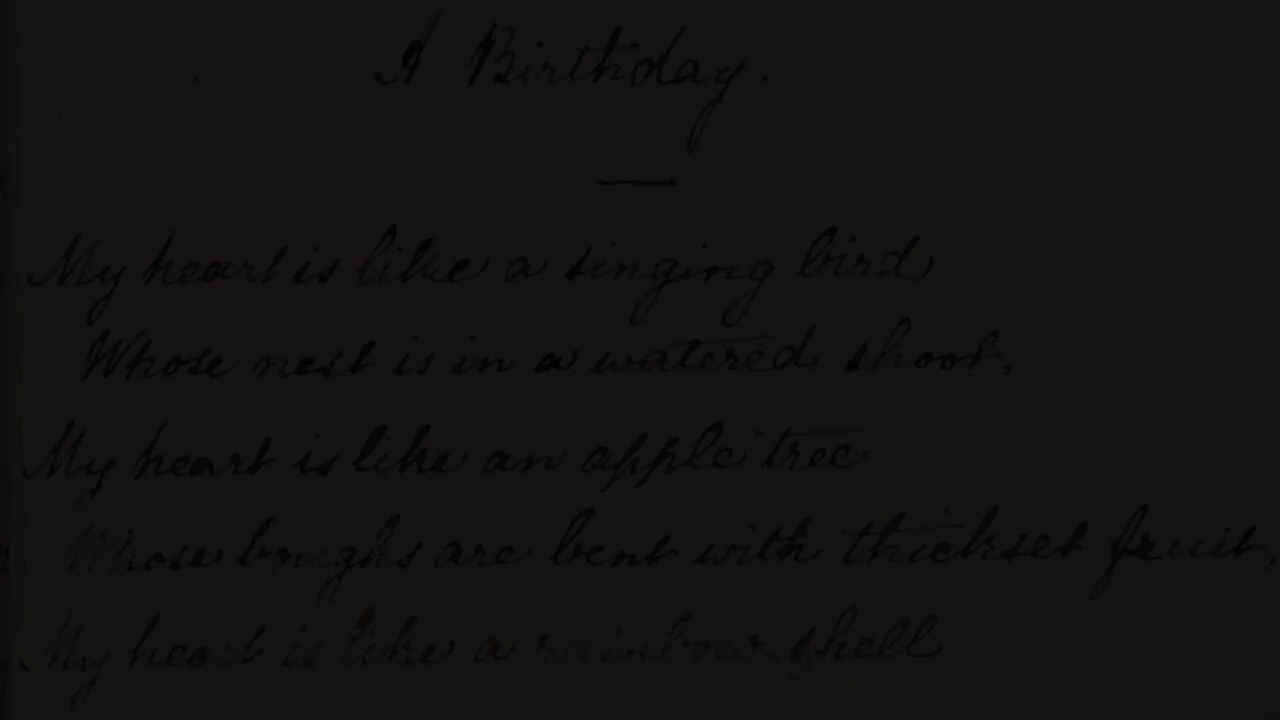 A Birthday.
My heart is like a singing bird
Whose nest is in a watered shoot,
My heart is like an apple tree
Whose boughs are bent with thickset fruit,
My heart is like a rainbow shell